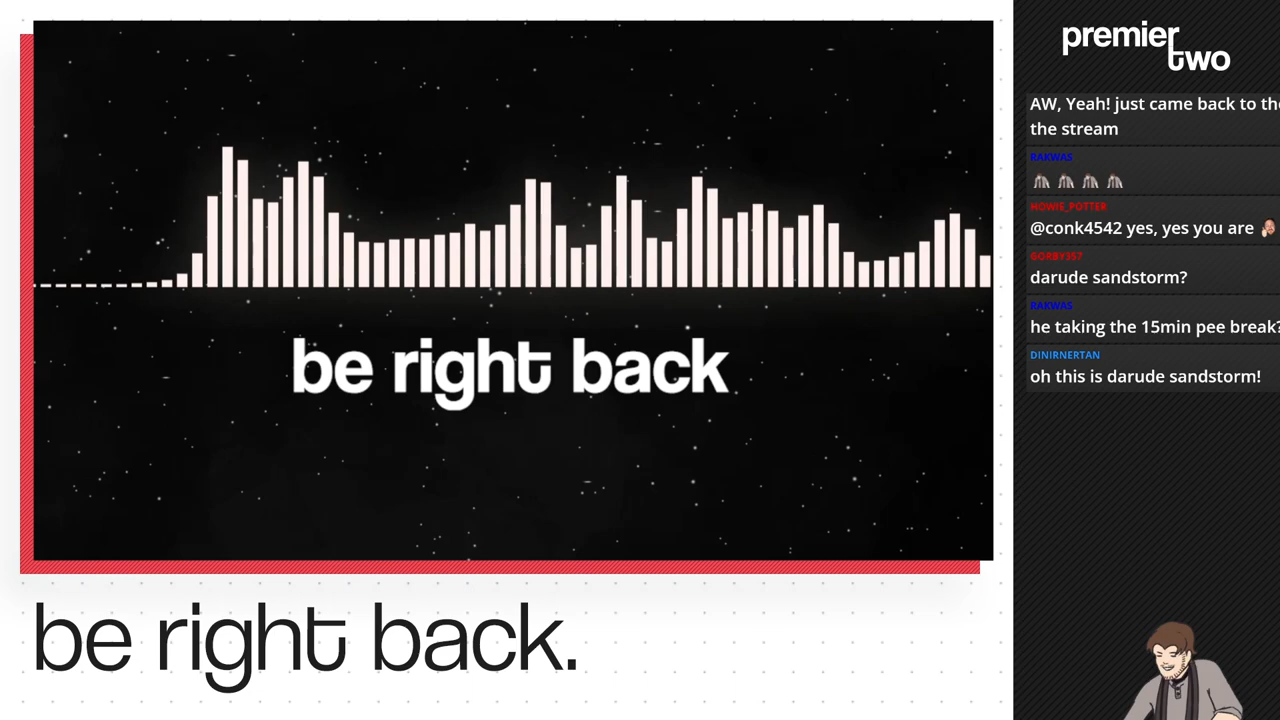 be right back
be right back.
premier
two
AW, Yeah! just came back to the
the stream
RAKWAS
HOWIE_POTTER
@conk4542 yes, yes you are
GORBY357
darude sandstorm?
RAKWAS
he taking the 15min pee break?
DINIRNERTAN
oh this is darude sandstorm!